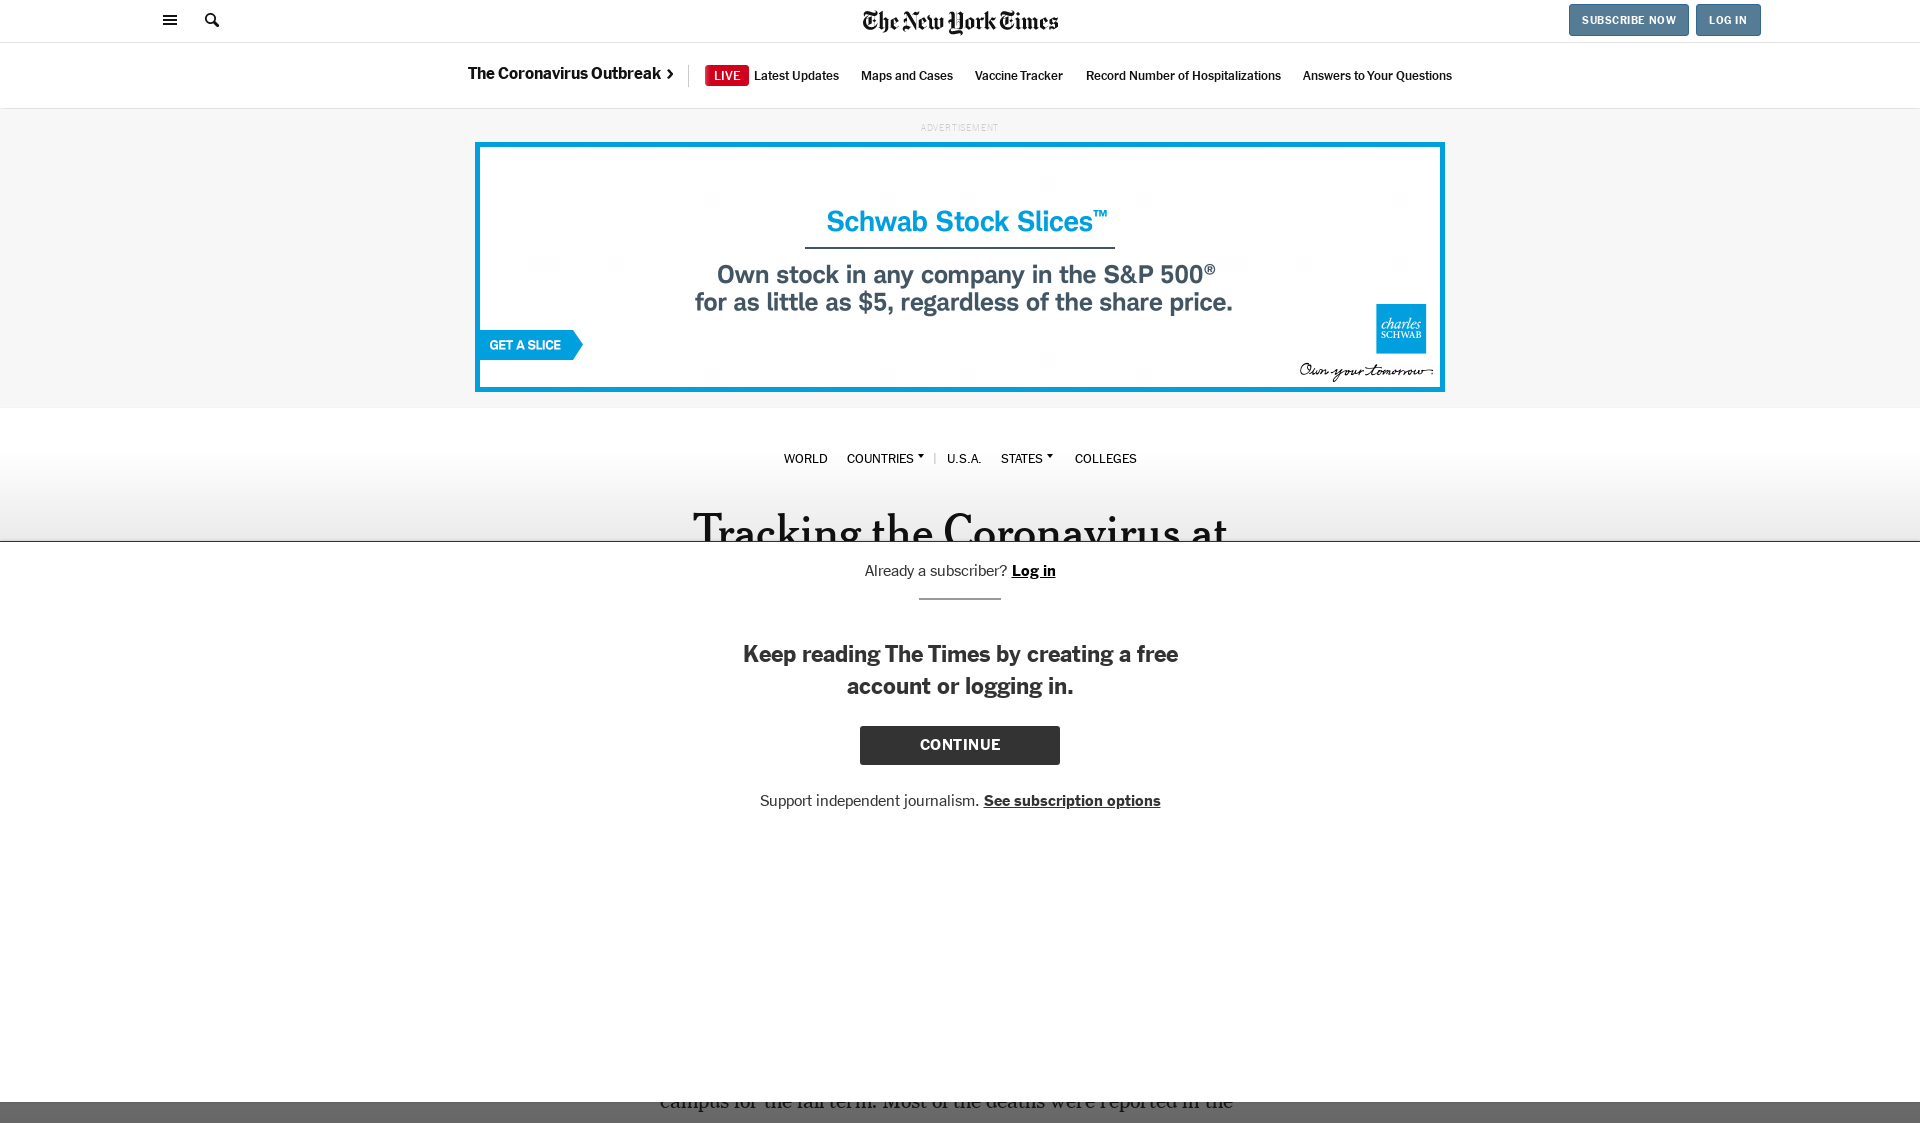 The New York Times
SUBSCRIBE NOW
LOG IN
The Coronavirus Outbreak
LIVE Latest Updates
Maps and Cases
Vaccine Tracker
Record Number of Hospitalizations
Answers to Your Questions
ADVERTISEMENT
Schwab Stock Slices™
Own stock in any company in the S&P 500®
for as little as $5, regardless of the share price.
GET A SLICE
charles
SCHWAB
Own your tomorrow.
WORLD
COUNTRIES
U.S.A.
STATES
COLLEGES
Tracking the Coronavirus at
Already a subscriber? Log in
Keep reading The Times by creating a free
account or logging in.
CONTINUE
Support independent journalism. See subscription options
campus for the fall term. Most of the deaths were reported in the